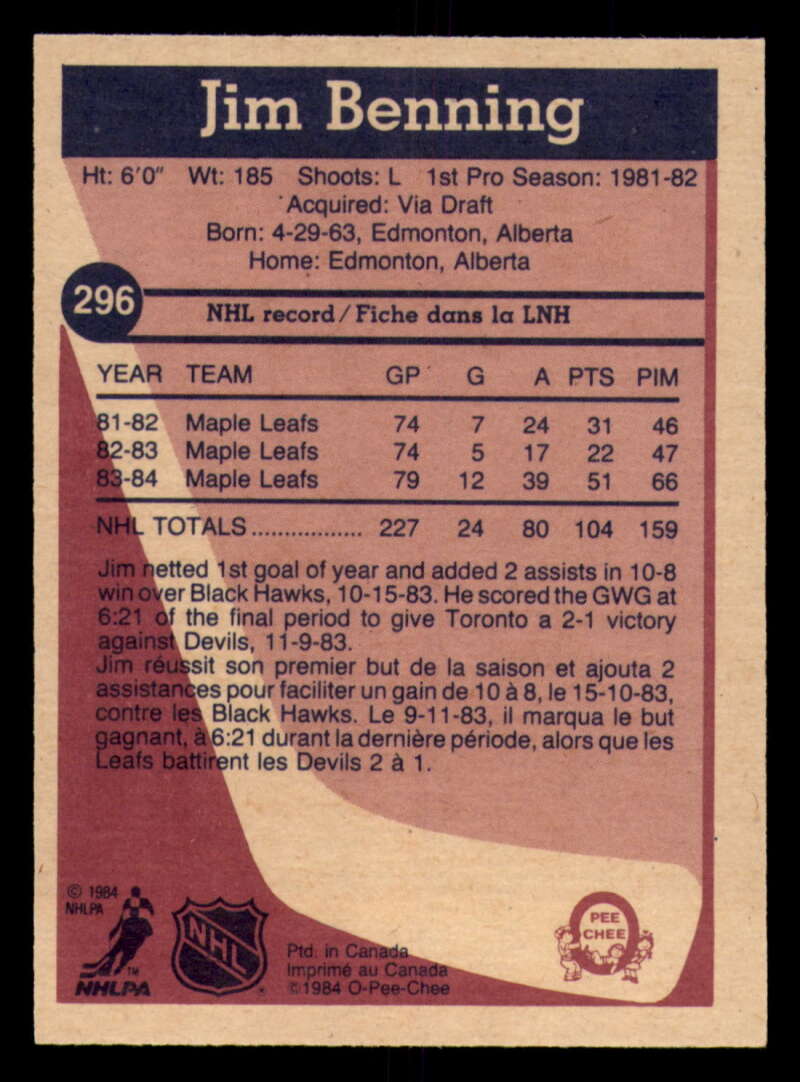 Jim Benning
Ht: 6'0" Wt: 185 Shoots: L 1st Pro Season: 1981-82
Acquired: Via Draft
Born: 4-29-63, Edmonton, Alberta
Home: Edmonton, Alberta
296
NHL record/Fiche dans la LNH
YEAR TEAM GP G A PTS PIM
81-82 Maple Leafs 74 7 24 31 46
82-83 Maple Leafs 74 5 17 22 47
83-84 Maple Leafs 79 12 39 51 66
NHL TOTALS ................. 227 24 80 104 159
Jim netted 1st goal of year and added 2 assists in 10-8
win over Black Hawks, 10-15-83. He scored the GWG at
6:21 of the final period to give Toronto a 2-1 victory
against Devils, 11-9-83.
Jim réussit son premier but de la saison et ajouta 2
assistances pour faciliter un gain de 10 à 8, le 15-10-83,
contre les Black Hawks. Le 9-11-83, il marqua le but
gagnant, à 6:21 durant la dernière période, alors que les
Leafs battirent les Devils 2 à 1.
© 1984
NHLPA
TM
NHLPA
NHL
Ptd. in Canada
Imprimé au Canada
© 1984 O-Pee-Chee
PEE
CHEE